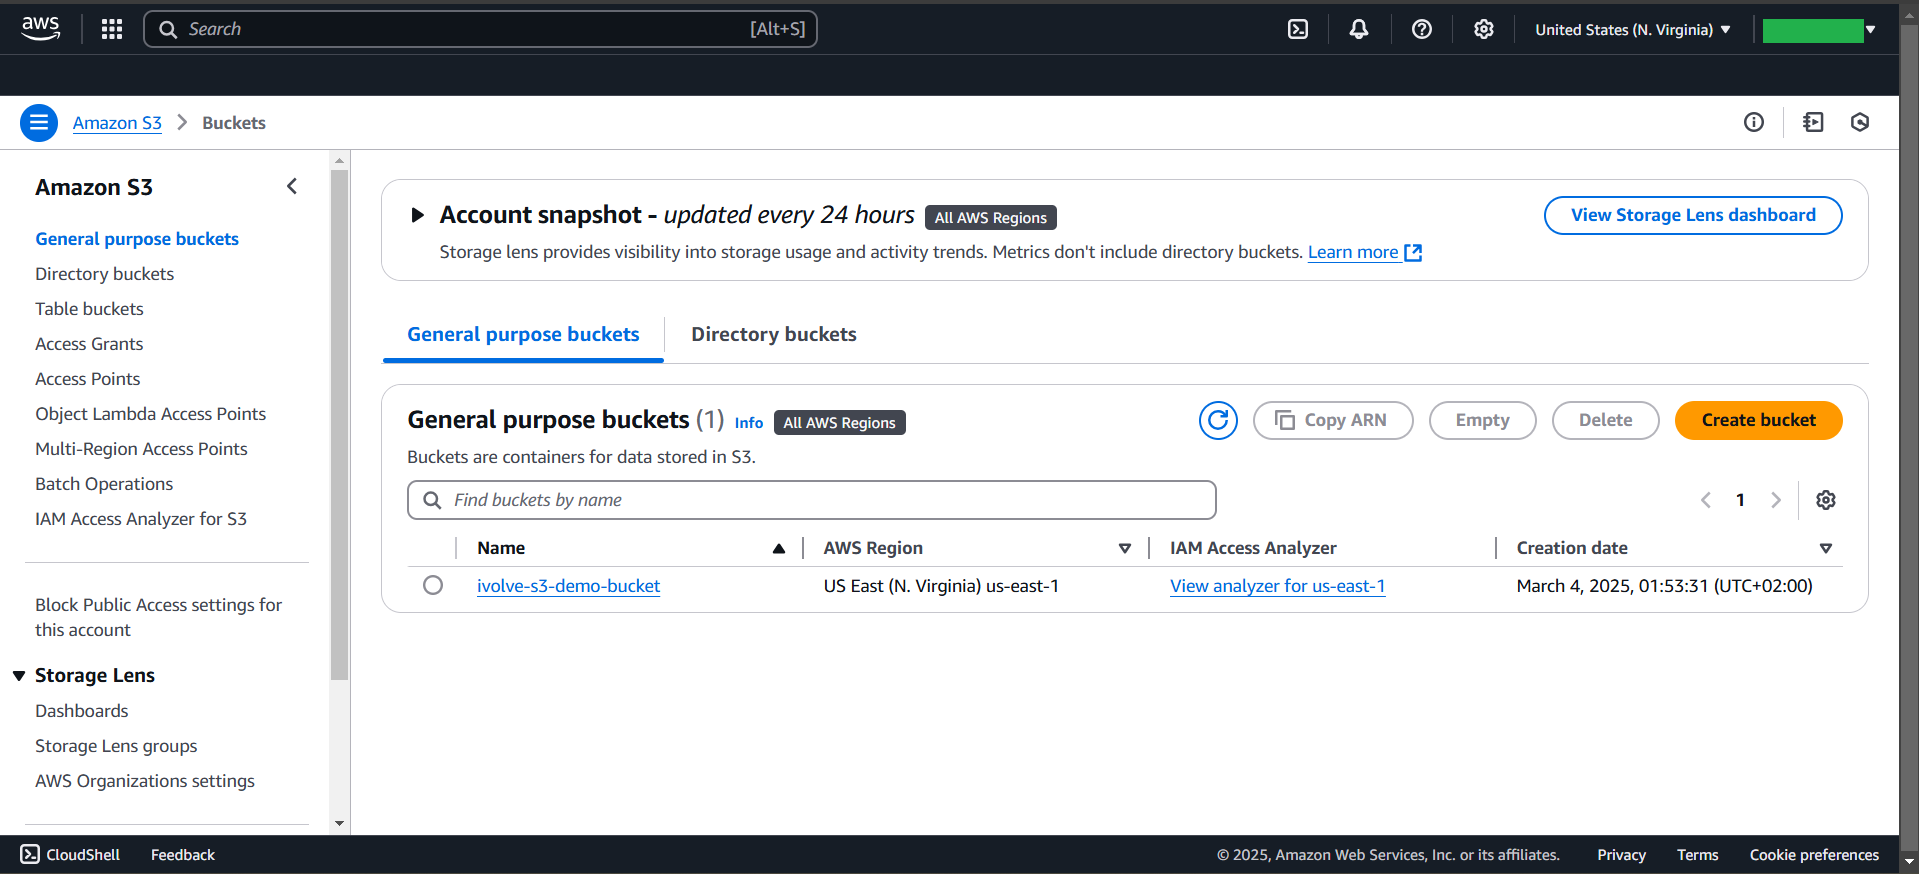 aws
Search [Alt+S]
United States (N. Virginia)
Amazon S3 Buckets
Amazon S3
General purpose buckets
Directory buckets
Table buckets
Access Grants
Access Points
Object Lambda Access Points
Multi-Region Access Points
Batch Operations
IAM Access Analyzer for S3
Block Public Access settings for
this account
Storage Lens
Dashboards
Storage Lens groups
AWS Organizations settings
Account snapshot - updated every 24 hours All AWS Regions
View Storage Lens dashboard
Storage lens provides visibility into storage usage and activity trends. Metrics don't include directory buckets. Learn more
General purpose buckets Directory buckets
General purpose buckets (1) Info All AWS Regions
Copy ARN Empty Delete Create bucket
Buckets are containers for data stored in S3.
Find buckets by name
1
Name AWS Region IAM Access Analyzer Creation date
ivolve-s3-demo-bucket US East (N. Virginia) us-east-1 View analyzer for us-east-1 March 4, 2025, 01:53:31 (UTC+02:00)
CloudShell Feedback © 2025, Amazon Web Services, Inc. or its affiliates. Privacy Terms Cookie preferences